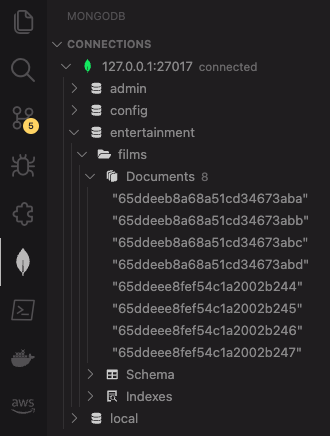 MONGODB
CONNECTIONS
127.0.0.1:27017 connected
admin
config
entertainment
films
Documents 8
"65ddeeb8a68a51cd34673aba"
"65ddeeb8a68a51cd34673abb"
"65ddeeb8a68a51cd34673abc"
"65ddeeb8a68a51cd34673abd"
"65ddeee8fef54c1a2002b244"
"65ddeee8fef54c1a2002b245"
"65ddeee8fef54c1a2002b246"
"65ddeee8fef54c1a2002b247"
Schema
Indexes
local
5
aws